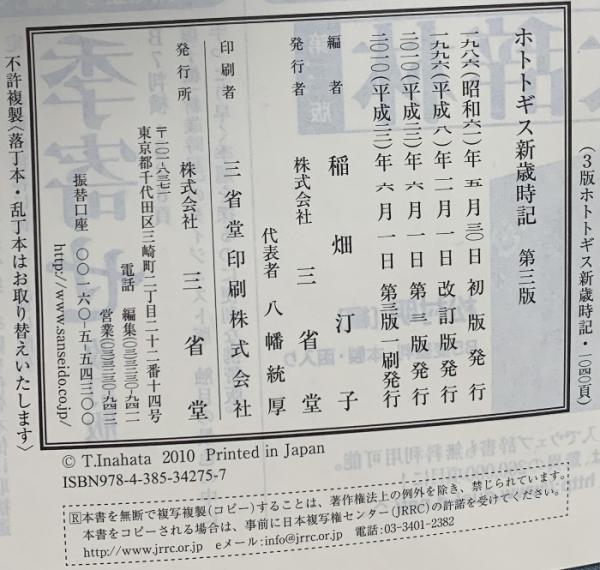 (3版ホトトギス新歳時記・一〇四〇頁)
ホトトギス新歳時記 第三版
一九八六(昭和六一)年 五月三〇日 初版発行
一九九六(平成八)年 二月一日 改訂版発行
二〇一〇(平成二二)年 六月一日 第三版発行
二〇一〇(平成二二)年 六月一日 第三版一刷発行
編者 稲畑汀子
発行者 株式会社 三省堂
代表者 八幡統厚
印刷者 三省堂印刷株式会社
発行所 株式会社 三省堂
〒一〇一-八三七一
東京都千代田区三崎町二丁目二十二番十四号
電話 編集(〇三)三二三〇-九四一一
営業(〇三)三二三〇-九四一二
振替口座 〇〇一六〇-五-五四三〇〇
http://www.sanseido.co.jp/
不許複製〈落丁本・乱丁本はお取り替えいたします〉
© T.Inahata 2010 Printed in Japan
ISBN978-4-385-34275-7
Ⓡ本書を無断で複写複製(コピー)することは、著作権法上の例外を除き、禁じられています。
本書をコピーされる場合は、事前に日本複写権センター(JRRC)の許諾を受けてください。
http://www.jrrc.or.jp eメール:info@jrrc.or.jp 電話:03-3401-2382